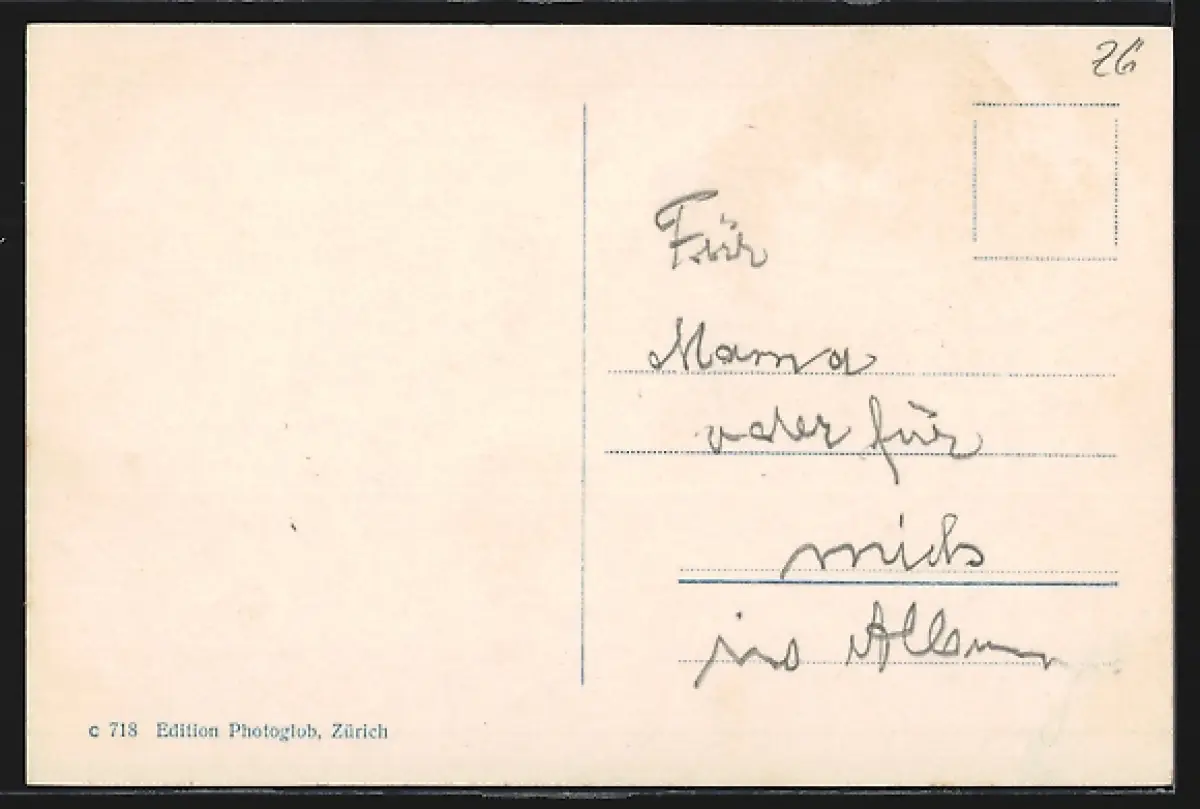 26
Für
Mama
oder für
mich
ins Album
c 718 Edition Photoglob, Zürich